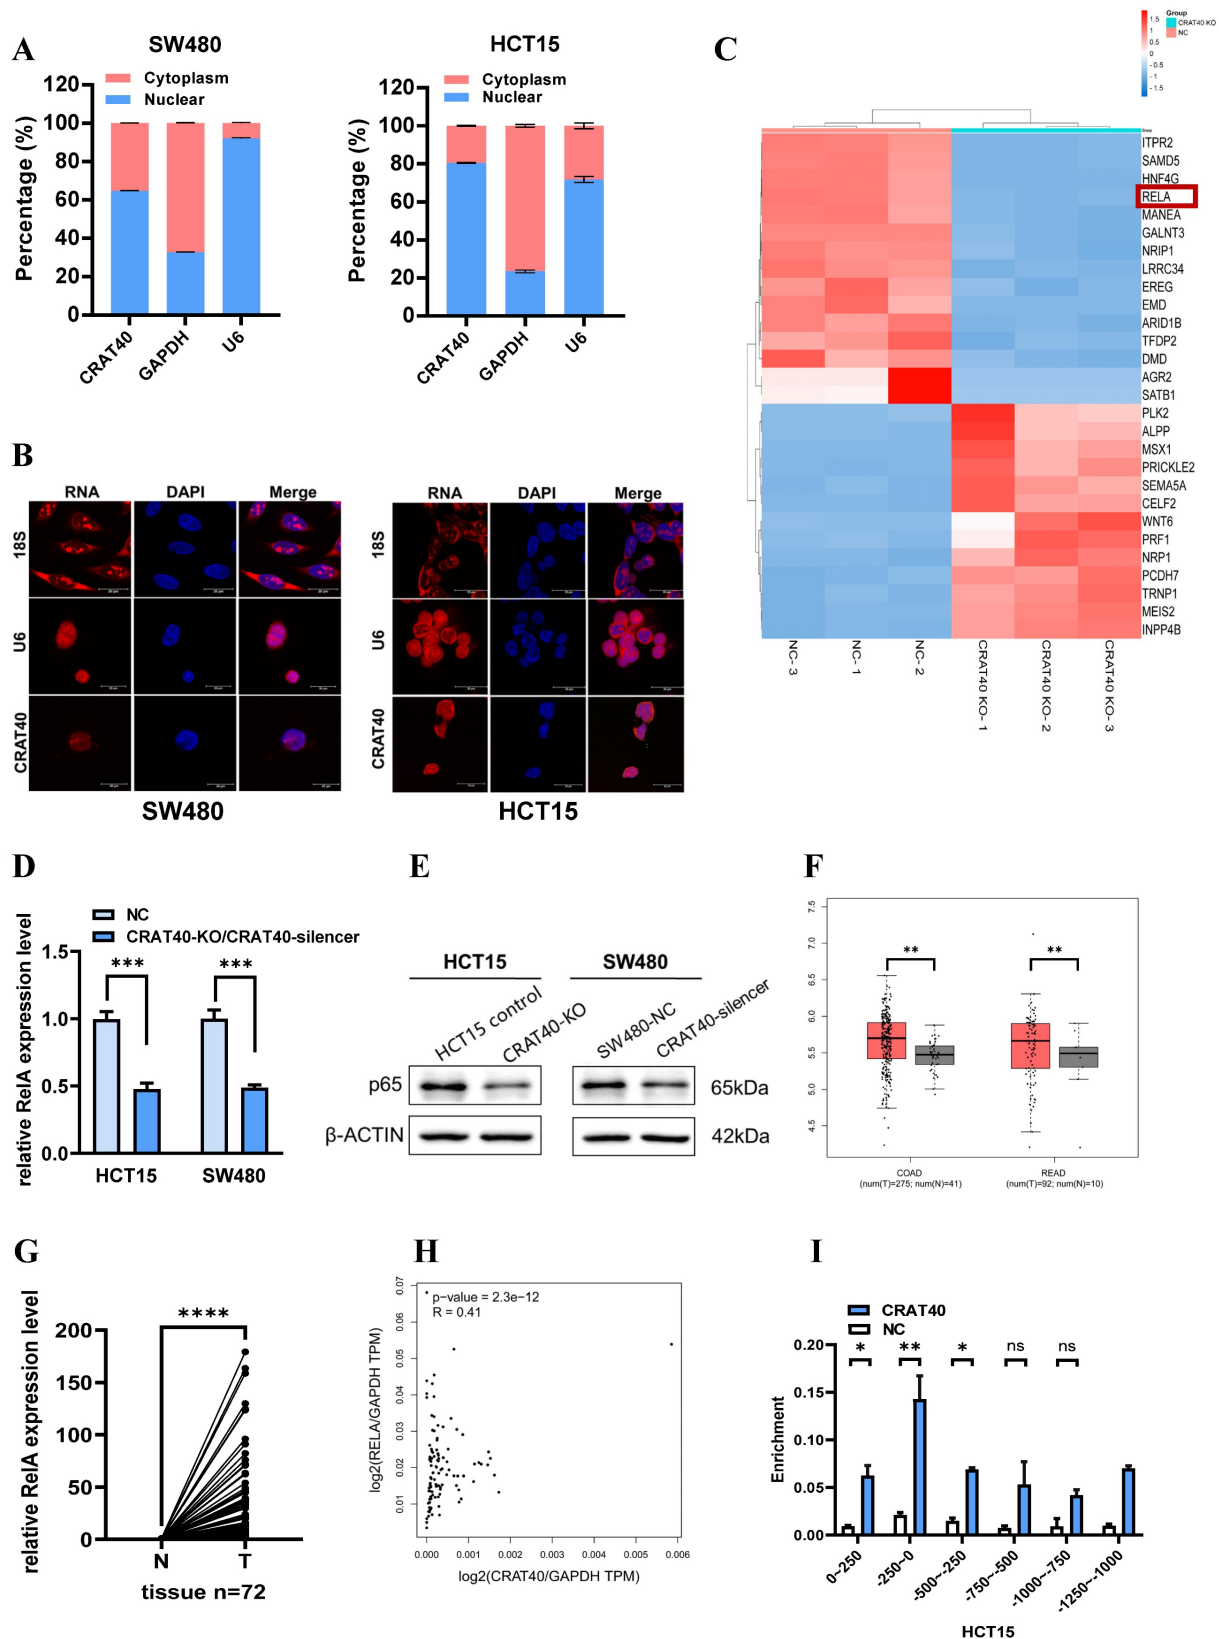 A
SW480
Cytoplasm
Nuclear
Percentage (%)
120
100
80
60
40
20
0
CRAT40
GAPDH
U6
HCT15
Cytoplasm
Nuclear
Percentage (%)
120
100
80
60
40
20
0
CRAT40
GAPDH
U6
B
RNA DAPI Merge
18S
U6
CRAT40
SW480
RNA DAPI Merge
HCT15
C
1.5
1
0.5
0
-0.5
-1
-1.5
Group
CRAT40 KO
NC
Group
ITPR2
SAMD5
HNF4G
RELA
MANEA
GALNT3
NRIP1
LRRC34
EREG
EMD
ARID1B
TFDP2
DMD
AGR2
SATB1
PLK2
ALPP
MSX1
PRICKLE2
SEMA5A
CELF2
WNT6
PRF1
NRP1
PCDH7
TRNP1
MEIS2
INPP4B
NC- 3
NC- 1
NC- 2
CRAT40 KO- 1
CRAT40 KO- 2
CRAT40 KO- 3
D
NC
CRAT40-KO/CRAT40-silencer
relative RelA expression level
1.5
1.0
0.5
0.0
*** ***
HCT15 SW480
E
HCT15 SW480
HCT15 control
CRAT40-KO
SW480-NC
CRAT40-silencer
p65 65kDa
β-ACTIN 42kDa
F
7.5
7.0
6.5
6.0
5.5
5.0
4.5
** **
COAD
(num(T)=275; num(N)=41)
READ
(num(T)=92; num(N)=10)
G
relative RelA expression level
200
150
100
50
0
****
N T
tissue n=72
H
p-value = 2.3e-12
R = 0.41
log2(RELA/GAPDH TPM)
0.07
0.06
0.05
0.04
0.03
0.02
0.01
0.000 0.001 0.002 0.003 0.004 0.005 0.006
log2(CRAT40/GAPDH TPM)
I
CRAT40
NC
Enrichment
0.20
0.15
0.10
0.05
0.00
* ** * ns ns
0~250
-250~0
-500~-250
-750~-500
-1000~-750
-1250~-1000
HCT15